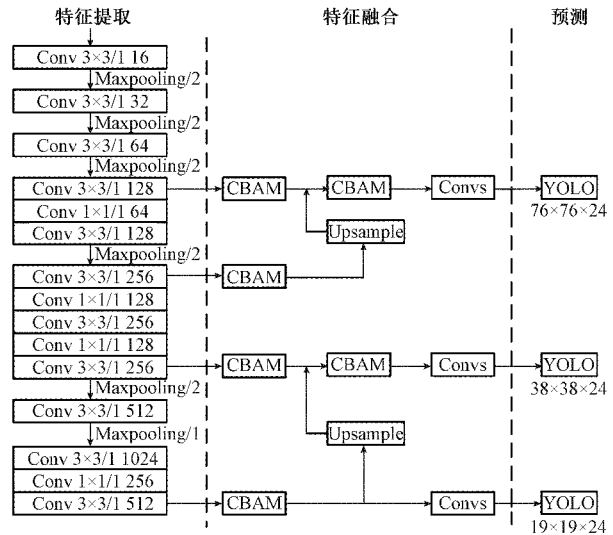 特征提取
特征融合
预测
Conv 3×3/1 16
Maxpooling/2
Conv 3×3/1 32
Maxpooling/2
Conv 3×3/1 64
Maxpooling/2
Conv 3×3/1 128
CBAM
CBAM
Convs
YOLO
76×76×24
Conv 1×1/1 64
Conv 3×3/1 128
Upsample
Maxpooling/2
Conv 3×3/1 256
CBAM
Conv 1×1/1 128
Conv 3×3/1 256
Conv 1×1/1 128
Conv 3×3/1 256
CBAM
CBAM
Convs
YOLO
38×38×24
Maxpooling/2
Conv 3×3/1 512
Maxpooling/1
Upsample
Conv 3×3/1 1024
Conv 1×1/1 256
Conv 3×3/1 512
CBAM
Convs
YOLO
19×19×24